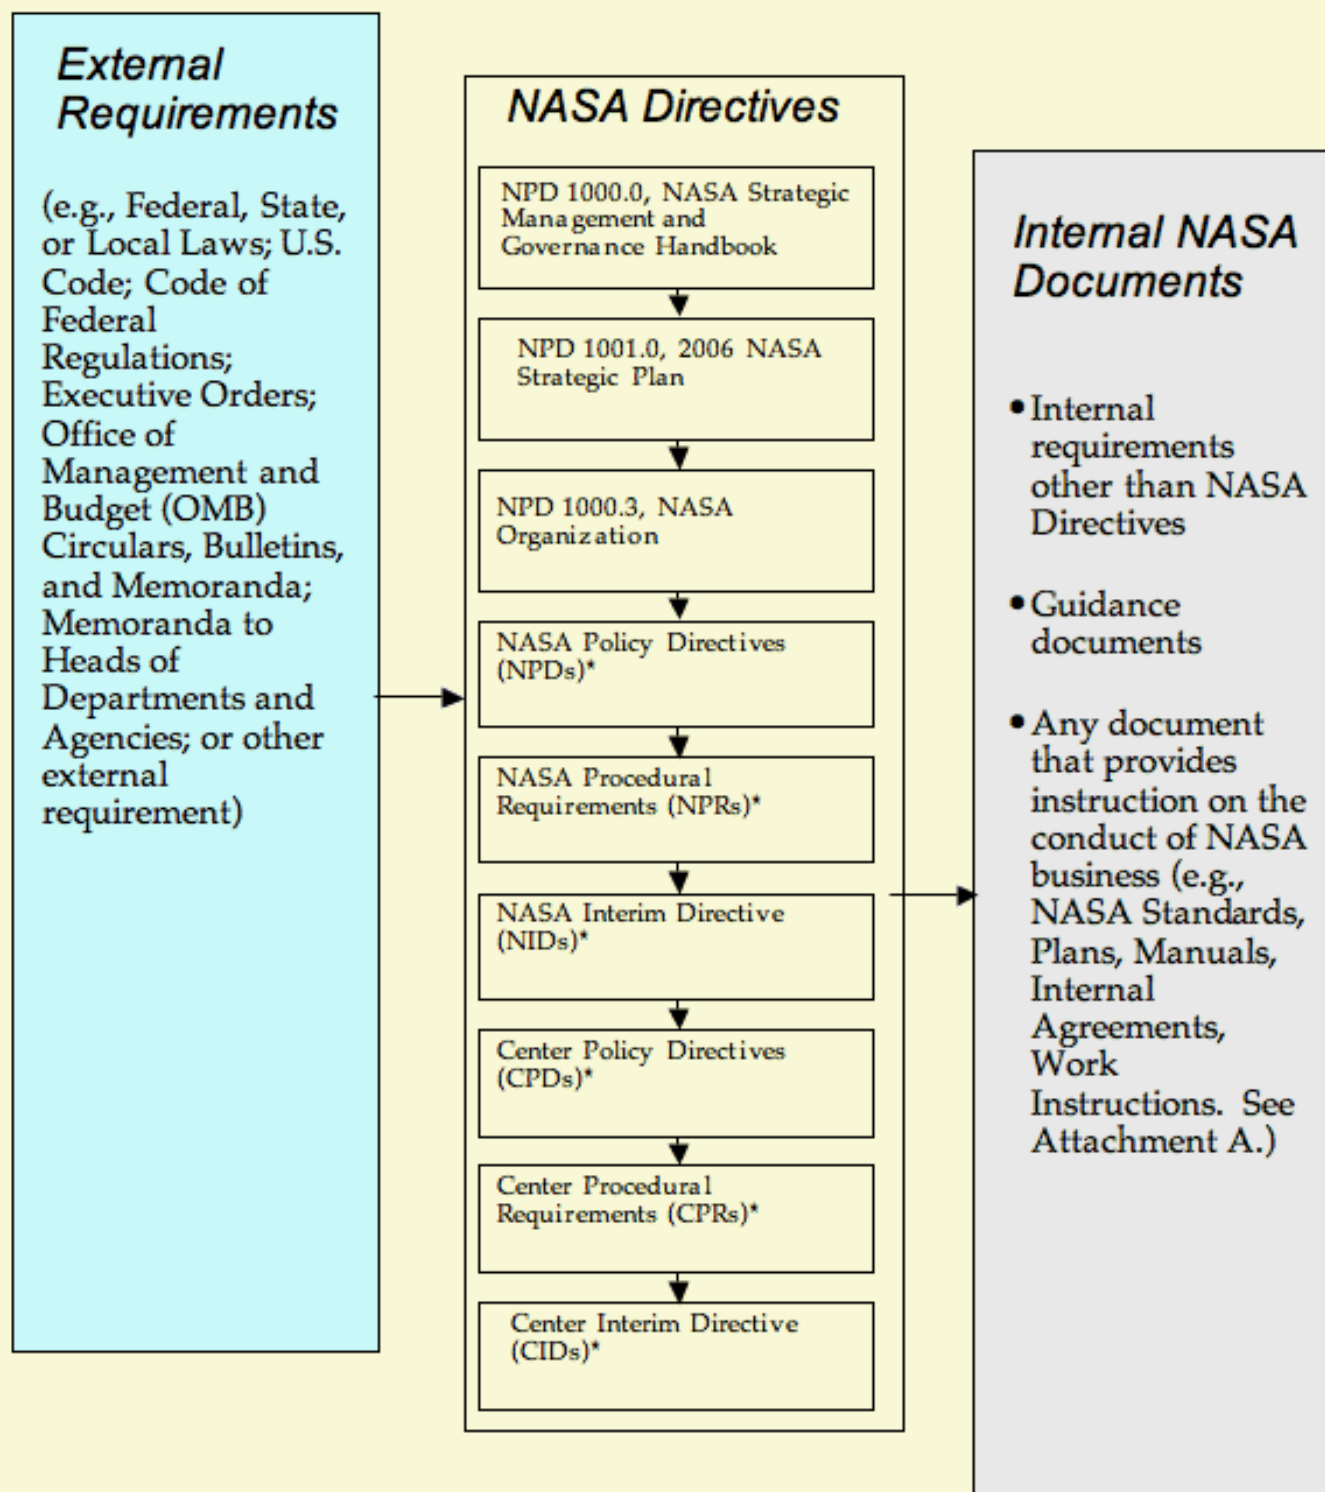 External
Requirements
(e.g., Federal, State,
or Local Laws; U.S.
Code; Code of
Federal
Regulations;
Executive Orders;
Office of
Management and
Budget (OMB)
Circulars, Bulletins,
and Memoranda;
Memoranda to
Heads of
Departments and
Agencies; or other
external
requirement)
NASA Directives
NPD 1000.0, NASA Strategic
Management and
Governance Handbook
NPD 1001.0, 2006 NASA
Strategic Plan
NPD 1000.3, NASA
Organization
NASA Policy Directives
(NPDs)*
NASA Procedural
Requirements (NPRs)*
NASA Interim Directive
(NIDs)*
Center Policy Directives
(CPDs)*
Center Procedural
Requirements (CPRs)*
Center Interim Directive
(CIDs)*
Internal NASA
Documents
• Internal
requirements
other than NASA
Directives
• Guidance
documents
• Any document
that provides
instruction on the
conduct of NASA
business (e.g.,
NASA Standards,
Plans, Manuals,
Internal
Agreements,
Work
Instructions. See
Attachment A.)